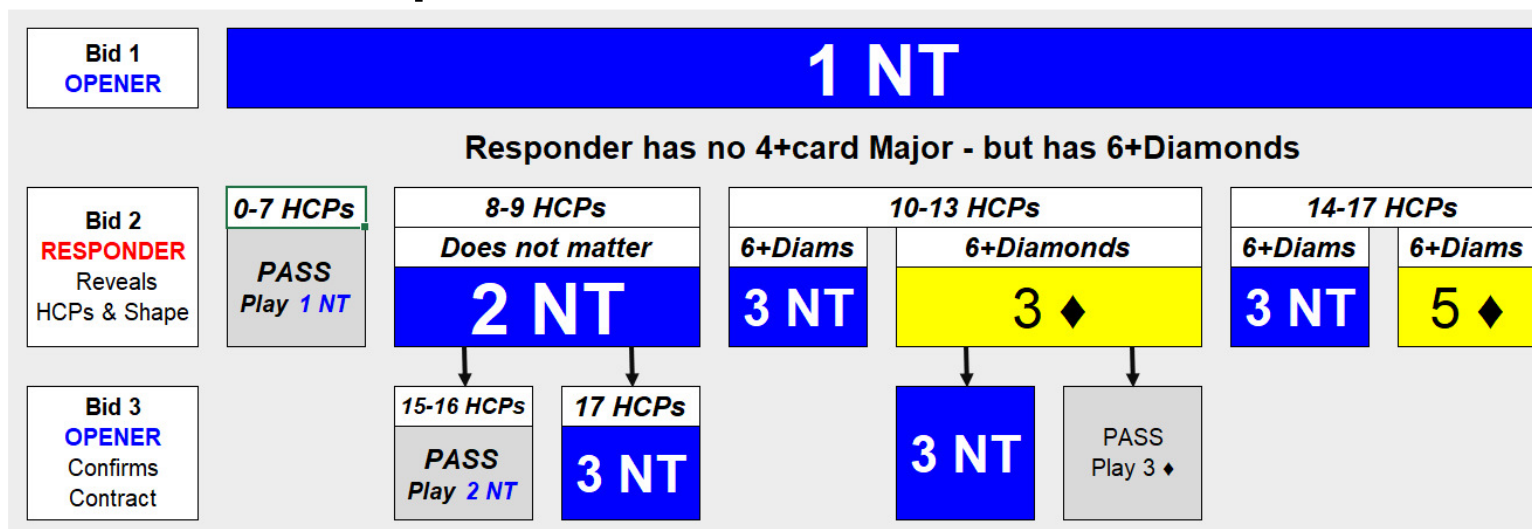 Bid 1
OPENER
1 NT
Responder has no 4+card Major - but has 6+Diamonds
Bid 2
RESPONDER
Reveals
HCPs & Shape
0-7 HCPs
PASS
Play 1 NT
8-9 HCPs
Does not matter
2 NT
10-13 HCPs
6+Diams
3 NT
6+Diamonds
3 ♦
14-17 HCPs
6+Diams
3 NT
6+Diams
5 ♦
Bid 3
OPENER
Confirms
Contract
15-16 HCPs
PASS
Play 2 NT
17 HCPs
3 NT
3 NT
PASS
Play 3 ♦